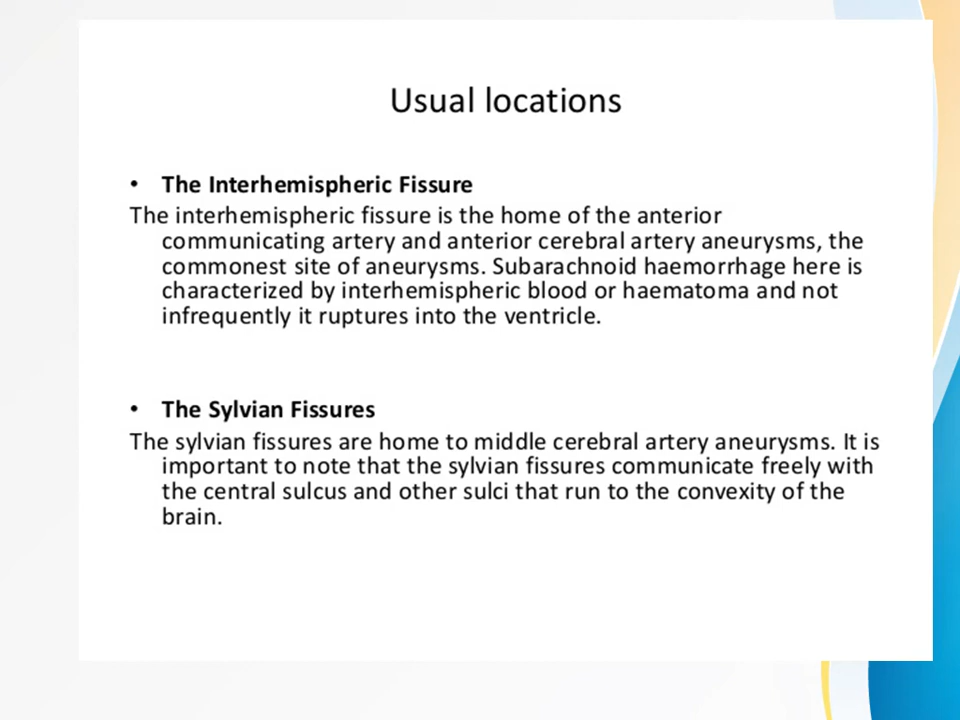 Usual locations
• The Interhemispheric Fissure
The interhemispheric fissure is the home of the anterior
communicating artery and anterior cerebral artery aneurysms, the
commonest site of aneurysms. Subarachnoid haemorrhage here is
characterized by interhemispheric blood or haematoma and not
infrequently it ruptures into the ventricle.
• The Sylvian Fissures
The sylvian fissures are home to middle cerebral artery aneurysms. It is
important to note that the sylvian fissures communicate freely with
the central sulcus and other sulci that run to the convexity of the
brain.